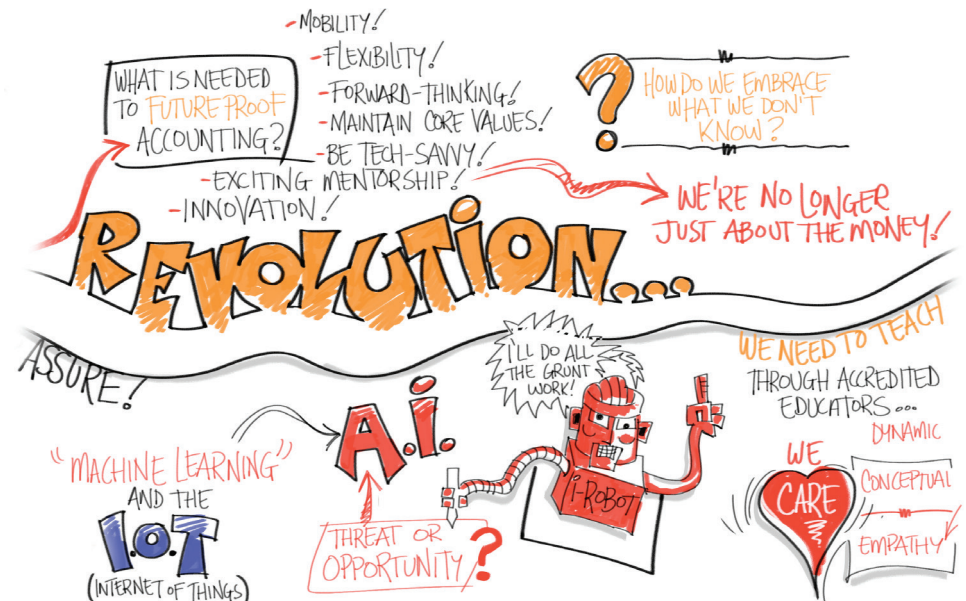 WHAT IS NEEDED
TO FUTURE PROOF
ACCOUNTING?
- MOBILITY!
- FLEXIBILITY!
- FORWARD-THINKING!
- MAINTAIN CORE VALUES!
- BE TECH-SAVVY!
- EXCITING MENTORSHIP!
- INNOVATION!
?
HOW DO WE EMBRACE
WHAT WE DON'T
KNOW?
WE'RE NO LONGER
JUST ABOUT THE MONEY!
REVOLUTION...
ASSURE!
"MACHINE LEARNING"
AND THE
I.O.T
(INTERNET OF THINGS)
A.i.
THREAT OR
OPPORTUNITY?
I'LL DO ALL
THE GRUNT
WORK!
i-ROBOT
WE NEED TO TEACH
THROUGH ACCREDITED
EDUCATORS...
WE
CARE
DYNAMIC
CONCEPTUAL
EMPATHY